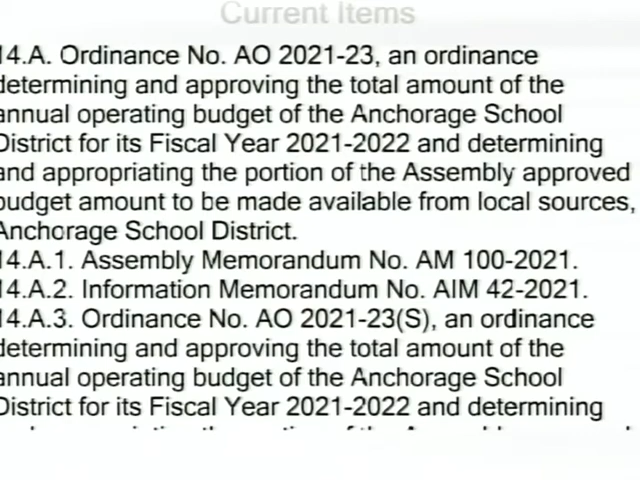 Current Items
14.A. Ordinance No. AO 2021-23, an ordinance
determining and approving the total amount of the
annual operating budget of the Anchorage School
District for its Fiscal Year 2021-2022 and determining
and appropriating the portion of the Assembly approved
budget amount to be made available from local sources,
Anchorage School District.
14.A.1. Assembly Memorandum No. AM 100-2021.
14.A.2. Information Memorandum No. AIM 42-2021.
14.A.3. Ordinance No. AO 2021-23(S), an ordinance
determining and approving the total amount of the
annual operating budget of the Anchorage School
District for its Fiscal Year 2021-2022 and determining